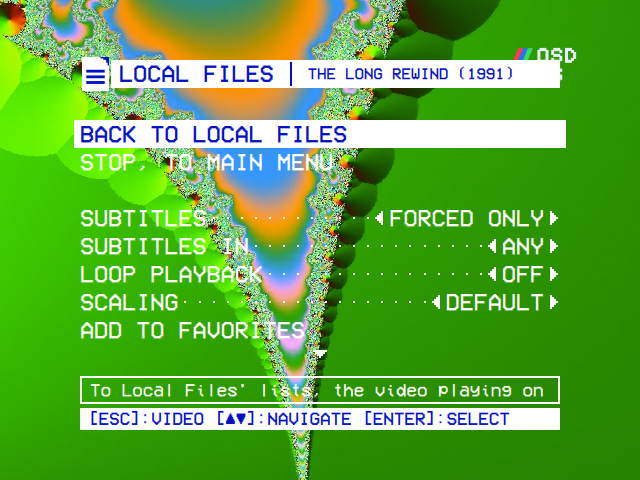 OSD
LOCAL FILES
THE LONG REWIND (1991)
BACK TO LOCAL FILES
STOP, TO MAIN MENU
SUBTITLES FORCED ONLY
SUBTITLES IN ANY
LOOP PLAYBACK OFF
SCALING DEFAULT
ADD TO FAVORITES
To Local Files' lists, the video playing on
[ESC]:VIDEO [▲▼]:NAVIGATE [ENTER]:SELECT